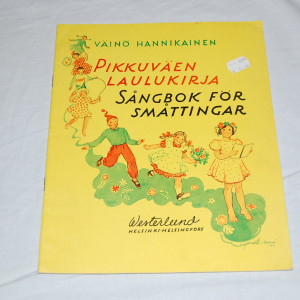 VÄINÖ HANNIKAINEN
PIKKUVÄEN
LAULUKIRJA
SÅNGBOK FÖR
SMÅTTINGAR
Westerlund
HELSINKI-HELSINGFORS